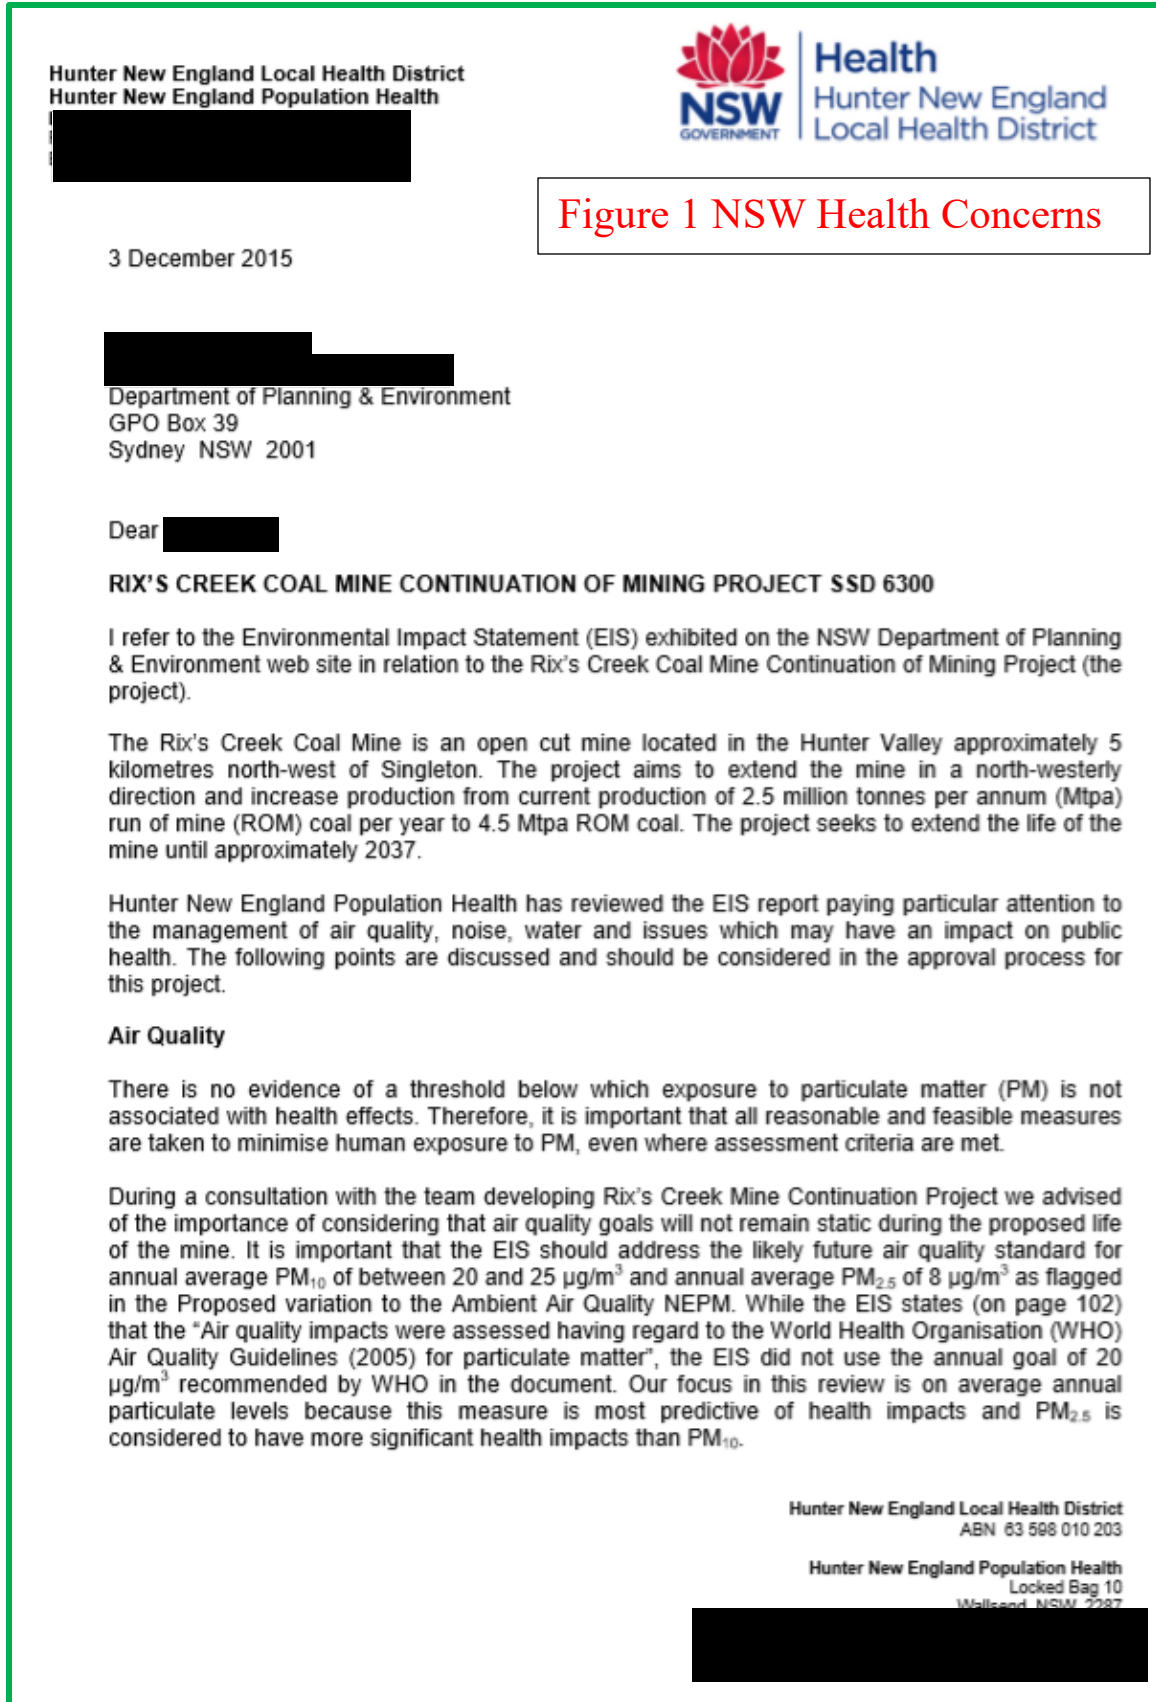 Hunter New England Local Health District
Hunter New England Population Health
NSW
GOVERNMENT
Health
Hunter New England
Local Health District
Figure 1 NSW Health Concerns
3 December 2015
Department of Planning & Environment
GPO Box 39
Sydney NSW 2001
Dear
RIX'S CREEK COAL MINE CONTINUATION OF MINING PROJECT SSD 6300
I refer to the Environmental Impact Statement (EIS) exhibited on the NSW Department of Planning
& Environment web site in relation to the Rix's Creek Coal Mine Continuation of Mining Project (the
project).
The Rix's Creek Coal Mine is an open cut mine located in the Hunter Valley approximately 5
kilometres north-west of Singleton. The project aims to extend the mine in a north-westerly
direction and increase production from current production of 2.5 million tonnes per annum (Mtpa)
run of mine (ROM) coal per year to 4.5 Mtpa ROM coal. The project seeks to extend the life of the
mine until approximately 2037.
Hunter New England Population Health has reviewed the EIS report paying particular attention to
the management of air quality, noise, water and issues which may have an impact on public
health. The following points are discussed and should be considered in the approval process for
this project.
Air Quality
There is no evidence of a threshold below which exposure to particulate matter (PM) is not
associated with health effects. Therefore, it is important that all reasonable and feasible measures
are taken to minimise human exposure to PM, even where assessment criteria are met.
During a consultation with the team developing Rix's Creek Mine Continuation Project we advised
of the importance of considering that air quality goals will not remain static during the proposed life
of the mine. It is important that the EIS should address the likely future air quality standard for
annual average PM₁₀ of between 20 and 25 µg/m³ and annual average PM₂.₅ of 8 µg/m³ as flagged
in the Proposed variation to the Ambient Air Quality NEPM. While the EIS states (on page 102)
that the "Air quality impacts were assessed having regard to the World Health Organisation (WHO)
Air Quality Guidelines (2005) for particulate matter", the EIS did not use the annual goal of 20
µg/m³ recommended by WHO in the document. Our focus in this review is on average annual
particulate levels because this measure is most predictive of health impacts and PM₂.₅ is
considered to have more significant health impacts than PM₁₀.
Hunter New England Local Health District
ABN 63 598 010 203
Hunter New England Population Health
Locked Bag 10
Wallsend NSW 2287